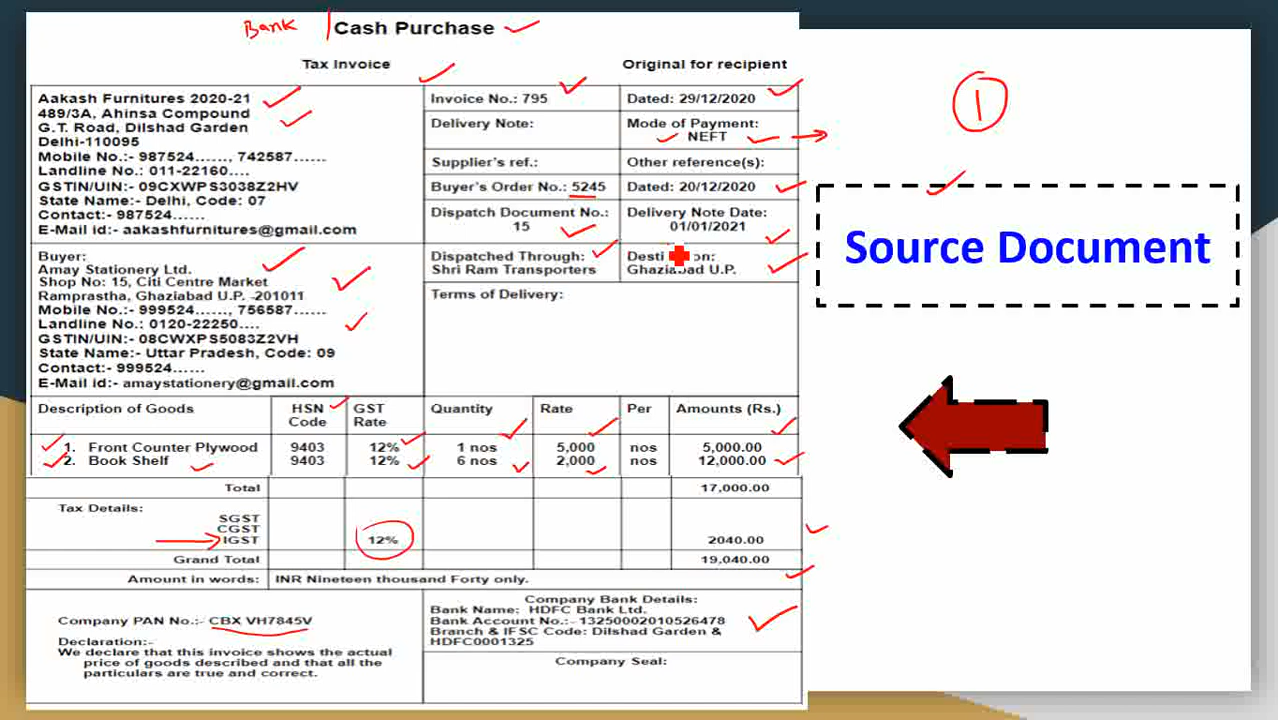 Bank
Cash Purchase
Tax Invoice
Original for recipient
Aakash Furnitures 2020-21
489/3A, Ahinsa Compound
G.T. Road, Dilshad Garden
Delhi-110095
Mobile No.:- 987524......, 742587......
Landline No.: 011-22160....
GSTIN/UIN:- 09CXWPS3038Z2HV
State Name:- Delhi, Code: 07
Contact:- 987524......
E-Mail id:- aakashfurnitures@gmail.com
Invoice No.: 795
Dated: 29/12/2020
Delivery Note:
Mode of Payment:
NEFT
Supplier's ref.:
Other reference(s):
Buyer's Order No.: 5245
Dated: 20/12/2020
Dispatch Document No.:
15
Delivery Note Date:
01/01/2021
Dispatched Through:
Shri Ram Transporters
Ghaziabad U.P.
Terms of Delivery:
Buyer:
Amay Stationery Ltd.
Shop No: 15, Citi Centre Market
Ramprastha, Ghaziabad U.P. -201011
Mobile No.:- 999524......, 756587......
Landline No.: 0120-22250....
GSTIN/UIN:- 08CWXPS5083Z2VH
State Name:- Uttar Pradesh, Code: 09
Contact:- 999524......
E-Mail id:- amaystationery@gmail.com
Description of Goods HSN Code GST Rate Quantity Rate Per Amounts (Rs.)
1. Front Counter Plywood 9403 12% 1 nos 5,000 nos 5,000.00
2. Book Shelf 9403 12% 6 nos 2,000 nos 12,000.00
Total 17,000.00
Tax Details:
SGST
CGST
IGST 12% 2040.00
Grand Total 19,040.00
Amount in words: INR Nineteen thousand Forty only.
Company PAN No.:- CBX VH7845V
Declaration:-
We declare that this invoice shows the actual
price of goods described and that all the
particulars are true and correct.
Company Bank Details:
Bank Name: HDFC Bank Ltd.
Bank Account No.:- 13250002010526478
Branch & IFSC Code: Dilshad Garden &
HDFC0001325
Company Seal:
1
Source Document